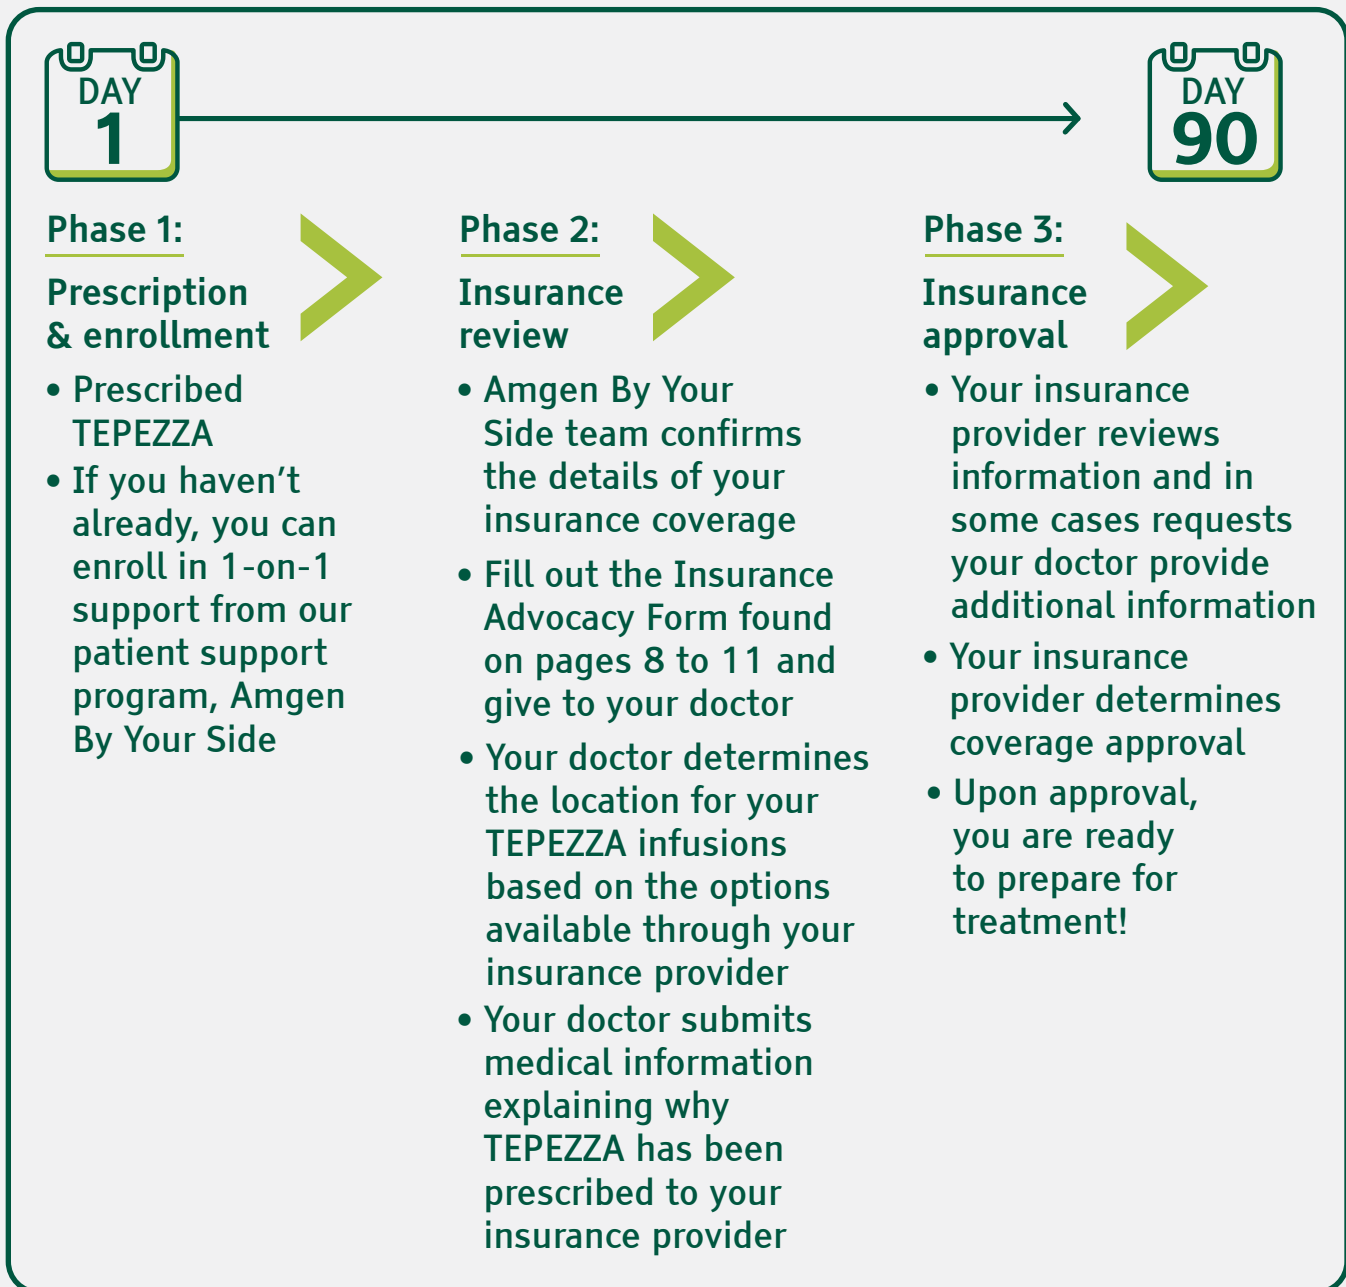 DAY
1
DAY
90
Phase 1:
Prescription
& enrollment
• Prescribed
TEPEZZA
• If you haven’t
already, you can
enroll in 1-on-1
support from our
patient support
program, Amgen
By Your Side
Phase 2:
Insurance
review
• Amgen By Your
Side team confirms
the details of your
insurance coverage
• Fill out the Insurance
Advocacy Form found
on pages 8 to 11 and
give to your doctor
• Your doctor determines
the location for your
TEPEZZA infusions
based on the options
available through your
insurance provider
• Your doctor submits
medical information
explaining why
TEPEZZA has been
prescribed to your
insurance provider
Phase 3:
Insurance
approval
• Your insurance
provider reviews
information and in
some cases requests
your doctor provide
additional information
• Your insurance
provider determines
coverage approval
• Upon approval,
you are ready
to prepare for
treatment!